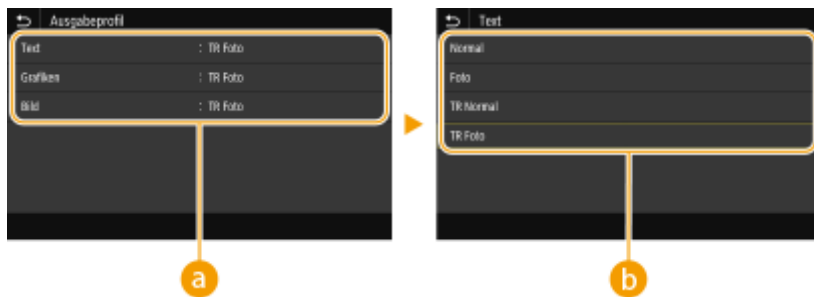 Ausgabeprofil
Text : TR Foto
Grafiken : TR Foto
Bild : TR Foto
a
Text
Normal
Foto
TR Normal
TR Foto
b